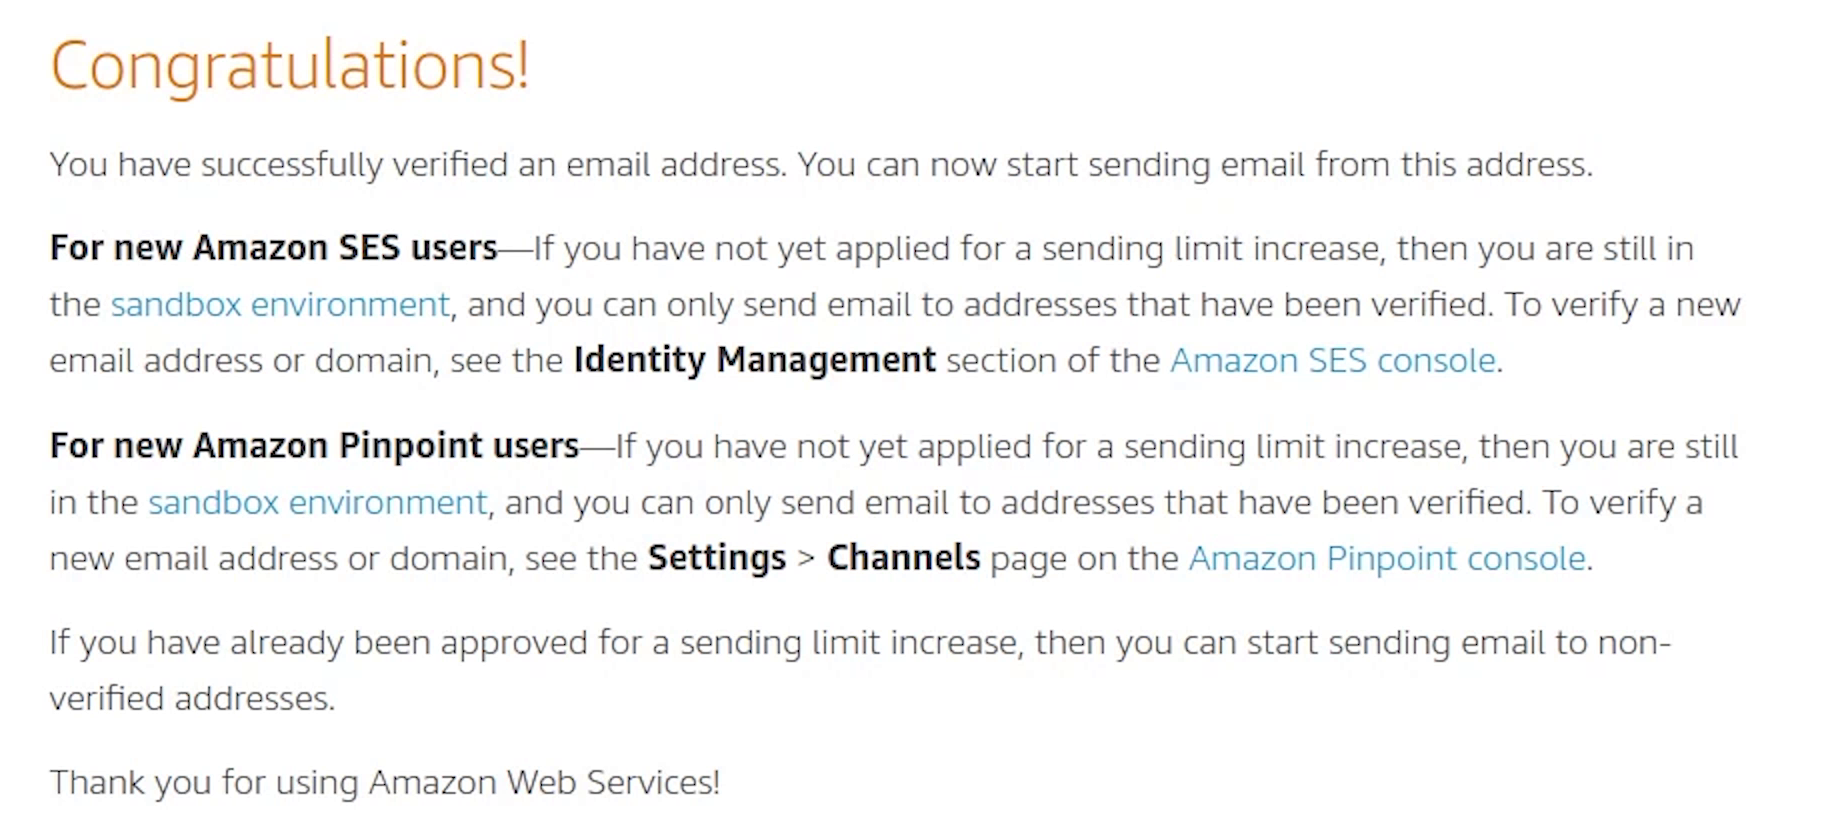 Congratulations!
You have successfully verified an email address. You can now start sending email from this address.
For new Amazon SES users—If you have not yet applied for a sending limit increase, then you are still in
the sandbox environment, and you can only send email to addresses that have been verified. To verify a new
email address or domain, see the Identity Management section of the Amazon SES console.
For new Amazon Pinpoint users—If you have not yet applied for a sending limit increase, then you are still
in the sandbox environment, and you can only send email to addresses that have been verified. To verify a
new email address or domain, see the Settings > Channels page on the Amazon Pinpoint console.
If you have already been approved for a sending limit increase, then you can start sending email to non-
verified addresses.
Thank you for using Amazon Web Services!